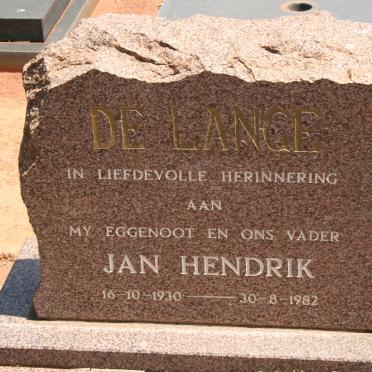 DE LANGE
IN LIEFDEVOLLE HERINNERING
AAN
MY EGGENOOT EN ONS VADER
JAN HENDRIK
16-10-1930 — 30-8-1982